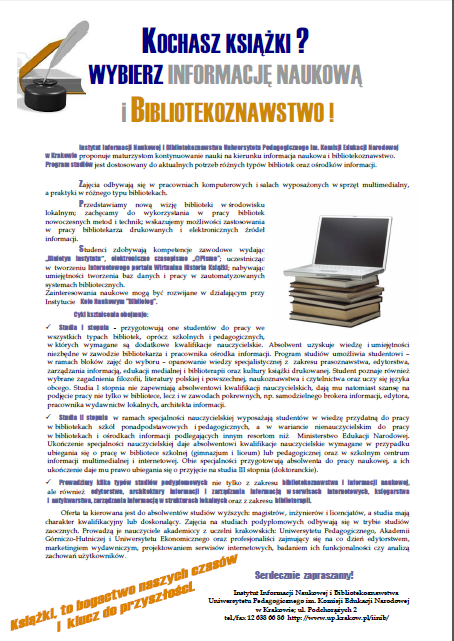 KOCHASZ KSIĄŻKI ?
WYBIERZ INFORMACJĘ NAUKOWĄ
i BIBLIOTEKOZNAWSTWO !
Instytut Informacji Naukowej i Bibliotekoznawstwa Uniwersytetu Pedagogicznego im. Komisji Edukacji Narodowej
w Krakowie proponuje maturzystom kontynuowanie nauki na kierunku informacja naukowa i bibliotekoznawstwo.
Program studiów jest dostosowany do aktualnych potrzeb różnych typów bibliotek oraz ośrodków informacji.
Zajęcia odbywają się w pracowniach komputerowych i salach wyposażonych w sprzęt multimedialny,
a praktyki w różnego typu bibliotekach.
Przedstawiamy nową wizję biblioteki w środowisku
lokalnym; zachęcamy do wykorzystania w pracy bibliotek
nowoczesnych metod i technik; wskazujemy możliwości zastosowania
w pracy bibliotekarza drukowanych i elektronicznych źródeł
informacji.
Studenci zdobywają kompetencje zawodowe wydając
„Biuletyn Instytutu”, elektroniczne czasopismo „@Pismo”; uczestnicząc
w tworzeniu internetowego portalu Wirtualna Historia Książki; nabywając
umiejętności tworzenia baz danych i pracy w zautomatyzowanych
systemach bibliotecznych.
Zainteresowania naukowe mogą być rozwijane w działającym przy
Instytucie Kole Naukowym "Bibliolog".
Cykl kształcenia obejmuje:
✓ Studia I stopnia - przygotowują one studentów do pracy we
wszystkich typach bibliotek, oprócz szkolnych i pedagogicznych,
w których wymagane są dodatkowe kwalifikacje nauczycielskie. Absolwent uzyskuje wiedzę i umiejętności
niezbędne w zawodzie bibliotekarza i pracownika ośrodka informacji. Program studiów umożliwia studentowi –
w ramach bloków zajęć do wyboru – opanowanie wiedzy specjalistycznej z zakresu prasoznawstwa, edytorstwa,
zarządzania informacją, edukacji medialnej i biblioterapii oraz kultury książki drukowanej. Student poznaje również
wybrane zagadnienia filozofii, literatury polskiej i powszechnej, naukoznawstwa i czytelnictwa oraz uczy się języka
obcego. Studia I stopnia nie zapewniają absolwentowi kwalifikacji nauczycielskich, dają mu natomiast szansę na
podjęcie pracy nie tylko w bibliotece, lecz i w zawodach pokrewnych, np. samodzielnego brokera informacji, edytora,
pracownika wydawnictw lokalnych, architekta informacji.
✓ Studia II stopnia w ramach specjalności nauczycielskiej wyposażają studentów w wiedzę przydatną do pracy
w bibliotekach szkół ponadpodstawowych i pedagogicznych, a w wariancie nienauczycielskim do pracy
w bibliotekach i ośrodkach informacji podlegających innym resortom niż Ministerstwo Edukacji Narodowej.
Ukończenie specjalności nauczycielskiej daje absolwentowi kwalifikacje nauczycielskie wymagane w przypadku
ubiegania się o pracę w bibliotece szkolnej (gimnazjum i liceum) lub pedagogicznej oraz w szkolnym centrum
informacji multimedialnej i internetowej. Obie specjalności przygotowują absolwenta do pracy naukowej, a ich
ukończenie daje mu prawo ubiegania się o przyjęcie na studia III stopnia (doktoranckie).
✓ Prowadzimy kilka typów studiów podyplomowych nie tylko z zakresu bibliotekoznawstwa i informacji naukowej,
ale również edytorstwa, architektury informacji i zarządzania informacją w serwisach internetowych, księgarstwa
i antykwarstwa, zarządzania informacją w strukturach lokalnych oraz z zakresu biblioterapii.
Oferta ta kierowana jest do absolwentów studiów wyższych: magistrów, inżynierów i licencjatów, a studia mają
charakter kwalifikacyjny lub doskonalący. Zajęcia na studiach podyplomowych odbywają się w trybie studiów
zaocznych. Prowadzą je nauczyciele akademiccy z uczelni krakowskich: Uniwersytetu Pedagogicznego, Akademii
Górniczo-Hutniczej i Uniwersytetu Ekonomicznego oraz profesjonaliści zajmujący się na co dzień edytorstwem,
marketingiem wydawniczym, projektowaniem serwisów internetowych, badaniem ich funkcjonalności czy analizą
zachowań użytkowników.
Serdecznie zapraszamy!
Książki, to bogactwo naszych czasów
i klucz do przyszłości.
Instytut Informacji Naukowej i Bibliotekoznawstwa
Uniwersytetu Pedagogicznego im. Komisji Edukacji Narodowej
w Krakowie; ul. Podchorążych 2
tel./fax 12 638 66 86 http://www.up.krakow.pl/iinib/